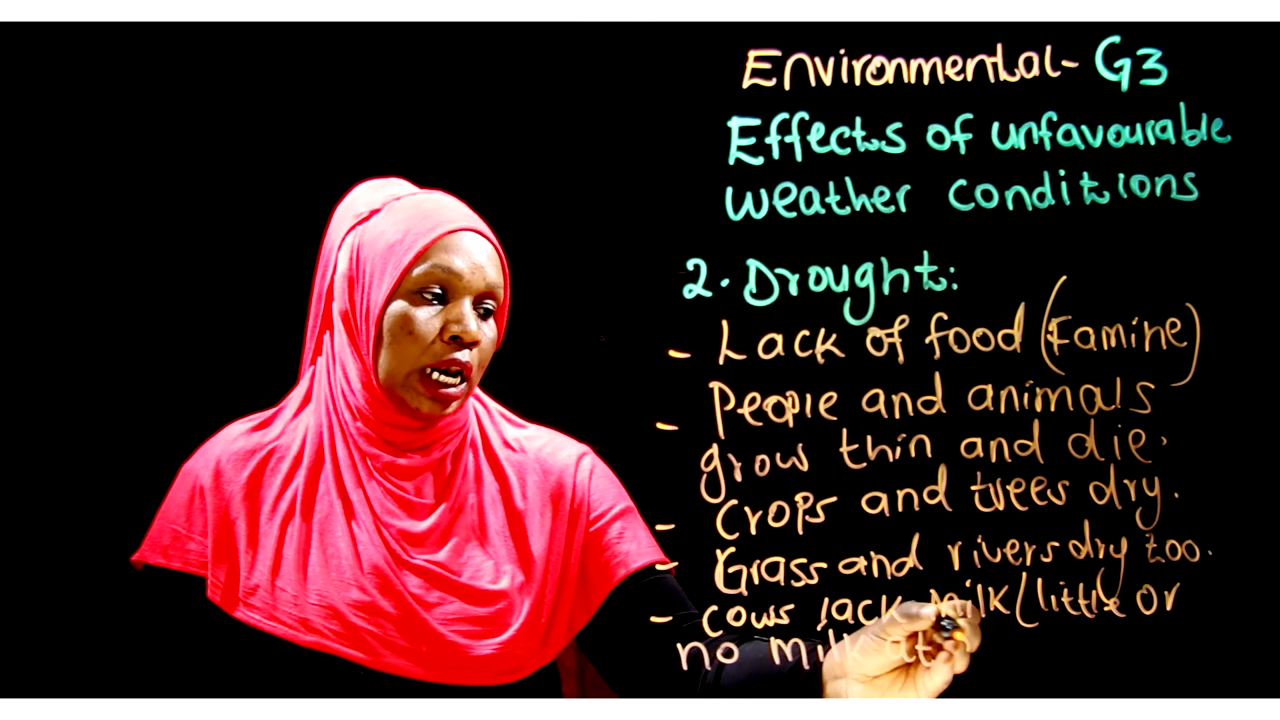 Environmental - G3
Effects of unfavourable
weather conditions
2. Drought:
- Lack of food (Famine)
- People and animals
grow thin and die.
- Crops and trees dry.
- Grass and rivers dry too.
- Cows lack milk (little or
no milk at